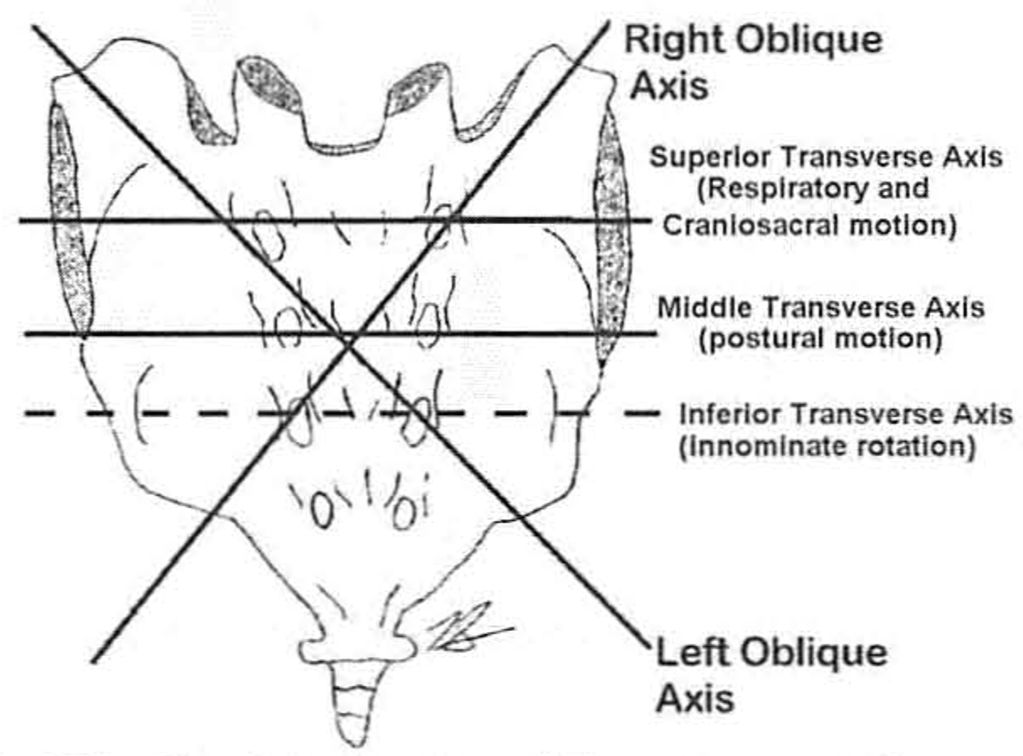 Right Oblique
Axis
Superior Transverse Axis
(Respiratory and
Craniosacral motion)
Middle Transverse Axis
(postural motion)
Inferior Transverse Axis
(Innominate rotation)
Left Oblique
Axis